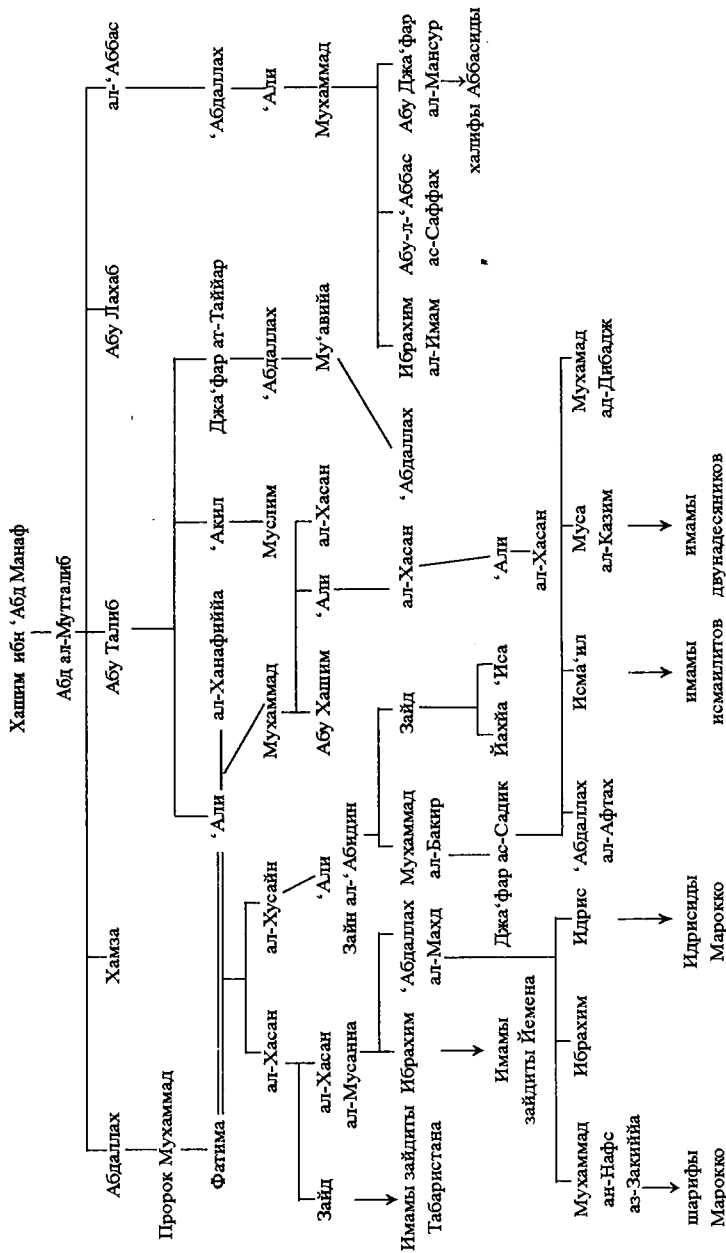 Хашим ибн ‘Абд Манаф
Абд ал-Мутталиб
Абдаллах
Хамза
Абу Талиб
Абу Лахаб
ал-‘Аббас
Пророк Мухаммад
Фатима
‘Али
ал-Ханафиййа
‘Акил
Джа‘фар ат-Таййар
‘Абдаллах
ал-Хасан
ал-Хусайн
Мухаммад
Муслим
‘Абдаллах
‘Али
Зайд
ал-Хасан
ал-Мусанна
‘Али
Зайн ал-‘Абидин
Абу Хашим
‘Али
ал-Хасан
Му‘авийа
Мухаммад
Имамы зайдиты
Табаристана
Ибрахим
‘Абдаллах
ал-Махд
Мухаммад
ал-Бакир
Зайд
ал-Хасан
‘Абдаллах
Ибрахим
ал-Имам
Абу-л-‘Аббас
ас-Саффах
Абу Джа‘фар
ал-Мансур
халифы Аббасиды
Имамы
зайдиты Йемена
Джа‘фар ас-Садик
Йахйа
‘Иса
‘Али
ал-Хасан
Мухаммад
ан-Нафс
аз-Закиййа
Ибрахим
Идрис
‘Абдаллах
ал-Афтах
Исма‘ил
Муса
ал-Казим
Мухамад
ад-Дибадж
шарифы
Марокко
Идрисиды
Марокко
имамы
исмаилитов
имамы
двунадесяников